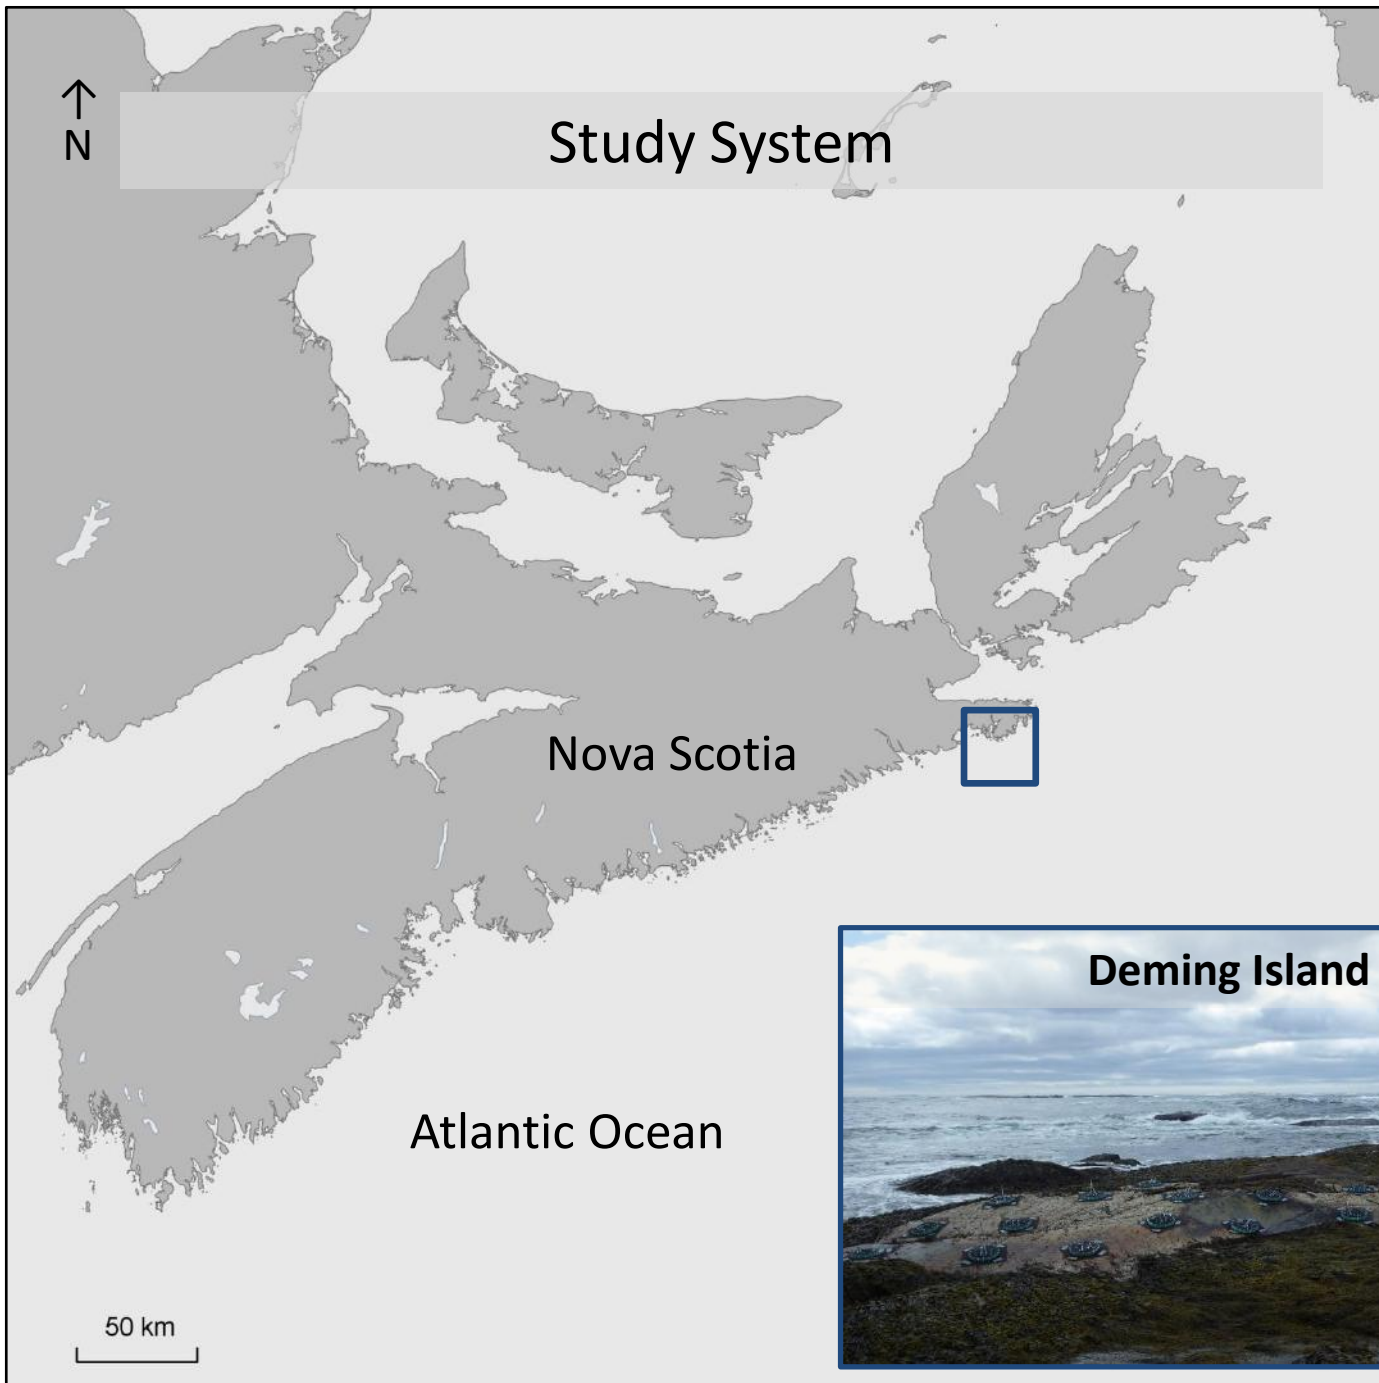 ↑
N
Study System
Nova Scotia
Deming Island
Atlantic Ocean
50 km